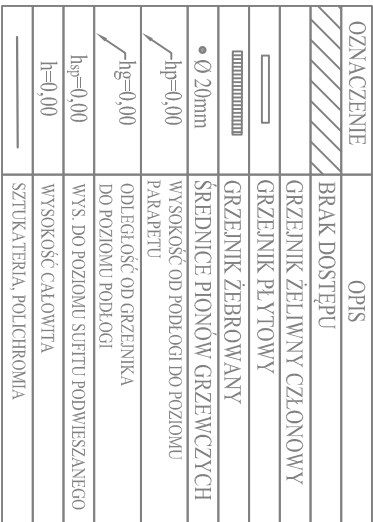 OZNACZENIE OPIS
BRAK DOSTĘPU
GRZEJNIK ŻELIWNY CZŁONOWY
GRZEJNIK PŁYTOWY
GRZEJNIK ŻEBROWANY
Ø 20mm ŚREDNICE PIONÓW GRZEWCZYCH
hp=0,00 WYSOKOŚĆ OD PODŁOGI DO POZIOMU
PARAPETU
hg=0,00 ODLEGŁOŚĆ OD GRZEJNIKA
DO POZIOMU PODŁOGI
hsp=0,00 WYS. DO POZIOMU SUFITU PODWIESZANEGO
h=0,00 WYSOKOŚĆ CAŁOWITA
SZTUKATERIA, POLICHROMIA